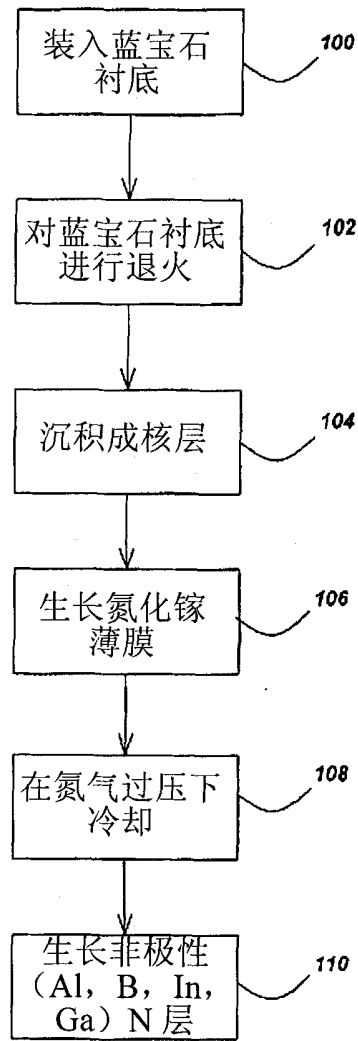 装入蓝宝石
衬底
100
对蓝宝石衬底
进行退火
102
沉积成核层
104
生长氮化镓
薄膜
106
在氮气过压下
冷却
108
生长非极性
（Al，B，In，
Ga）N 层
110